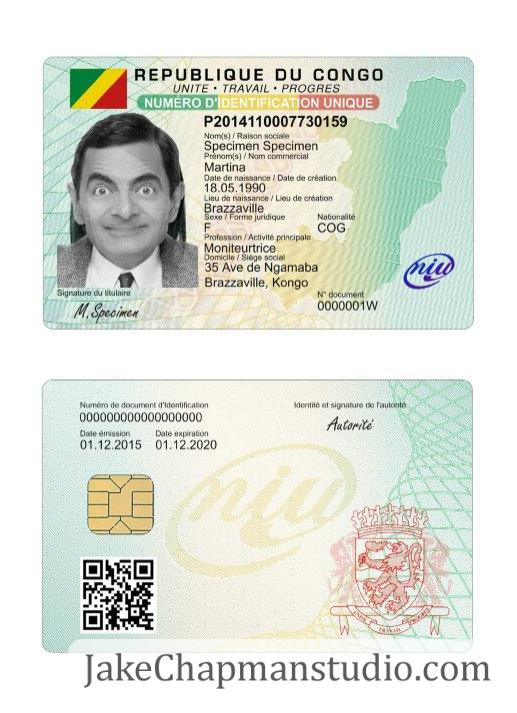 REPUBLIQUE DU CONGO
UNITE • TRAVAIL • PROGRES
NUMÉRO D'IDENTIFICATION UNIQUE
P2014110007730159
Nom(s) / Raison sociale
Specimen Specimen
Prénom(s) / Nom commercial
Martina
Date de naissance / Date de création
18.05.1990
Lieu de naissance / Lieu de création
Brazzaville
Sexe / Forme juridique Nationalité
F COG
Profession / Activité principale
Moniteurtrice
Domicile / Siège social
35 Ave de Ngamaba
Brazzaville, Kongo
niu
Signature du titulaire
M. Specimen
N° document
0000001W
Numéro de document d'Identification
000000000000000000
Identité et signature de l'autorité
Autorité
Date émission Date expiration
01.12.2015 01.12.2020
niu
UNITE TRAVAIL PROGRES
JakeChapmanstudio.com